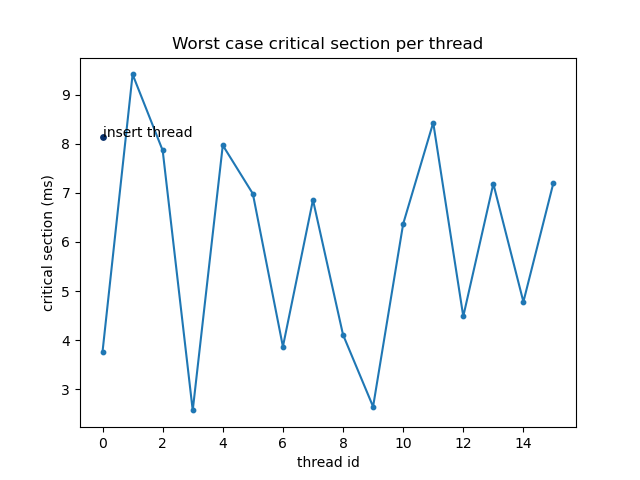 Worst case critical section per thread
9
8
7
6
5
4
3
critical section (ms)
insert thread
0 2 4 6 8 10 12 14
thread id